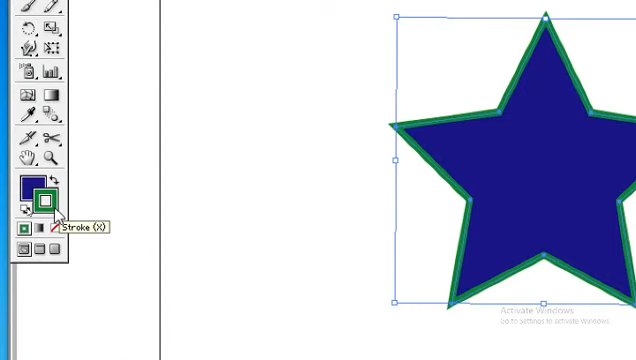 Stroke (X)
Activate Windows
Go to Settings to activate Windows.